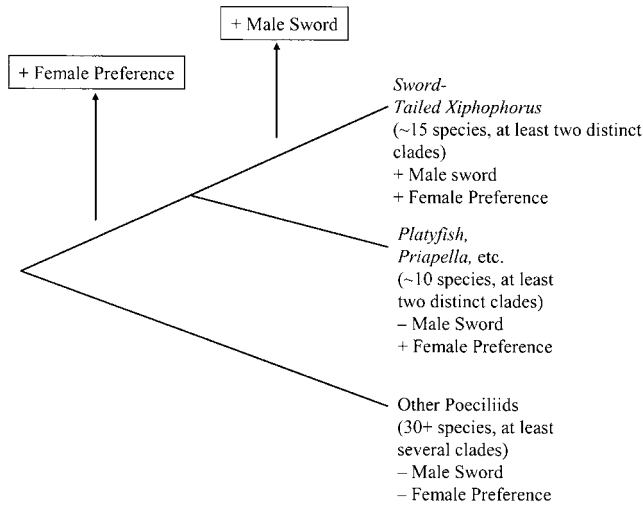 + Male Sword
+ Female Preference
Sword-
Tailed Xiphophorus
(~15 species, at least two distinct
clades)
+ Male sword
+ Female Preference
Platyfish,
Priapella, etc.
(~10 species, at least
two distinct clades)
– Male Sword
+ Female Preference
Other Poeciliids
(30+ species, at least
several clades)
– Male Sword
– Female Preference